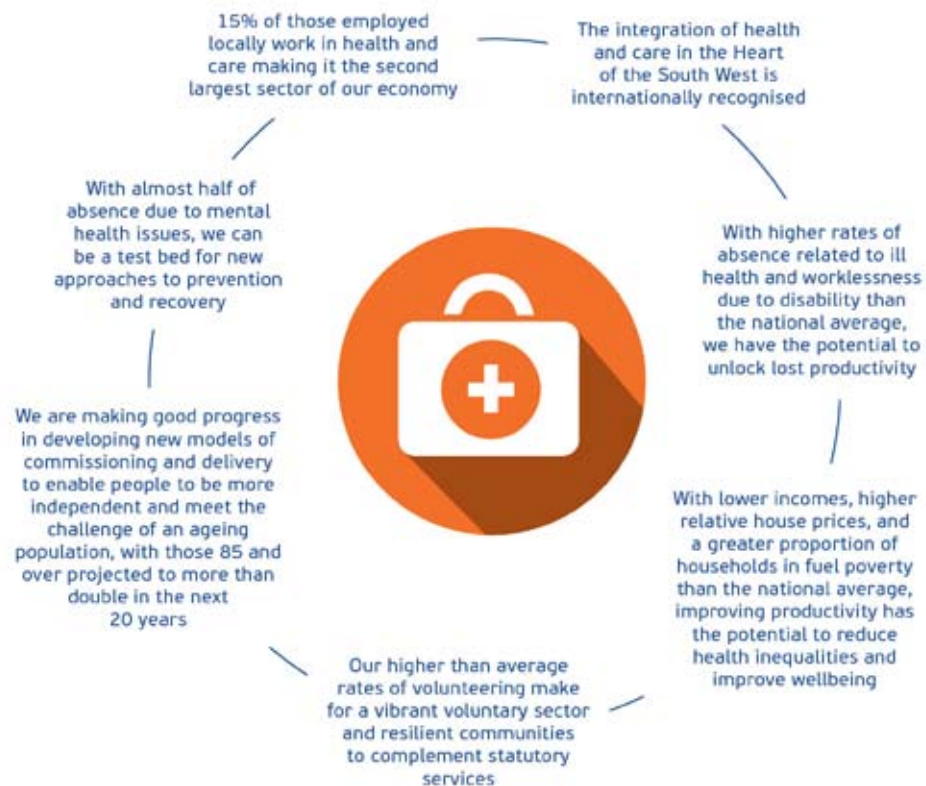 15% of those employed
locally work in health and
care making it the second
largest sector of our economy
The integration of health
and care in the Heart
of the South West is
internationally recognised
With higher rates of
absence related to ill
health and worklessness
due to disability than
the national average,
we have the potential to
unlock lost productivity
With lower incomes, higher
relative house prices, and
a greater proportion of
households in fuel poverty
than the national average,
improving productivity has
the potential to reduce
health inequalities and
improve wellbeing
Our higher than average
rates of volunteering make
for a vibrant voluntary sector
and resilient communities
to complement statutory
services
We are making good progress
in developing new models of
commissioning and delivery
to enable people to be more
independent and meet the
challenge of an ageing
population, with those 85 and
over projected to more than
double in the next
20 years
With almost half of
absence due to mental
health issues, we can
be a test bed for new
approaches to prevention
and recovery